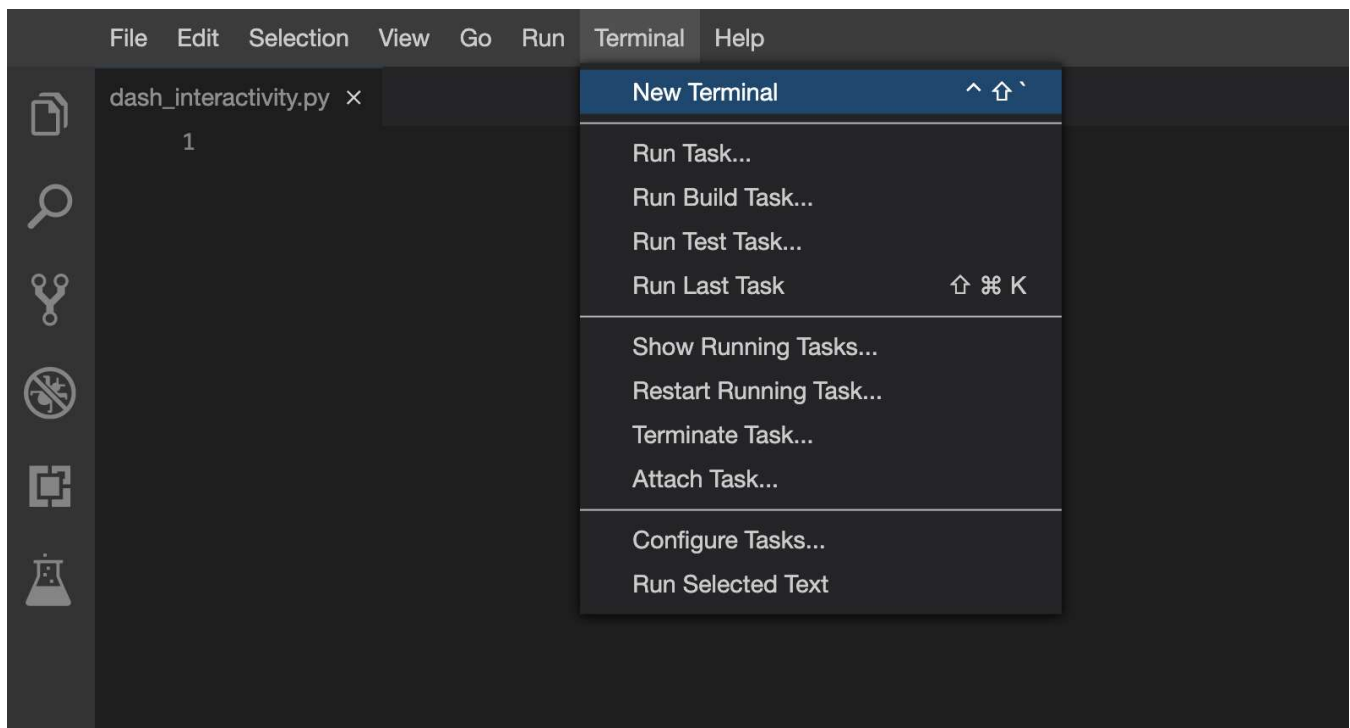 File Edit Selection View Go Run Terminal Help
dash_interactivity.py ×
1
New Terminal ^ ⇧ `
Run Task...
Run Build Task...
Run Test Task...
Run Last Task ⇧ ⌘ K
Show Running Tasks...
Restart Running Task...
Terminate Task...
Attach Task...
Configure Tasks...
Run Selected Text